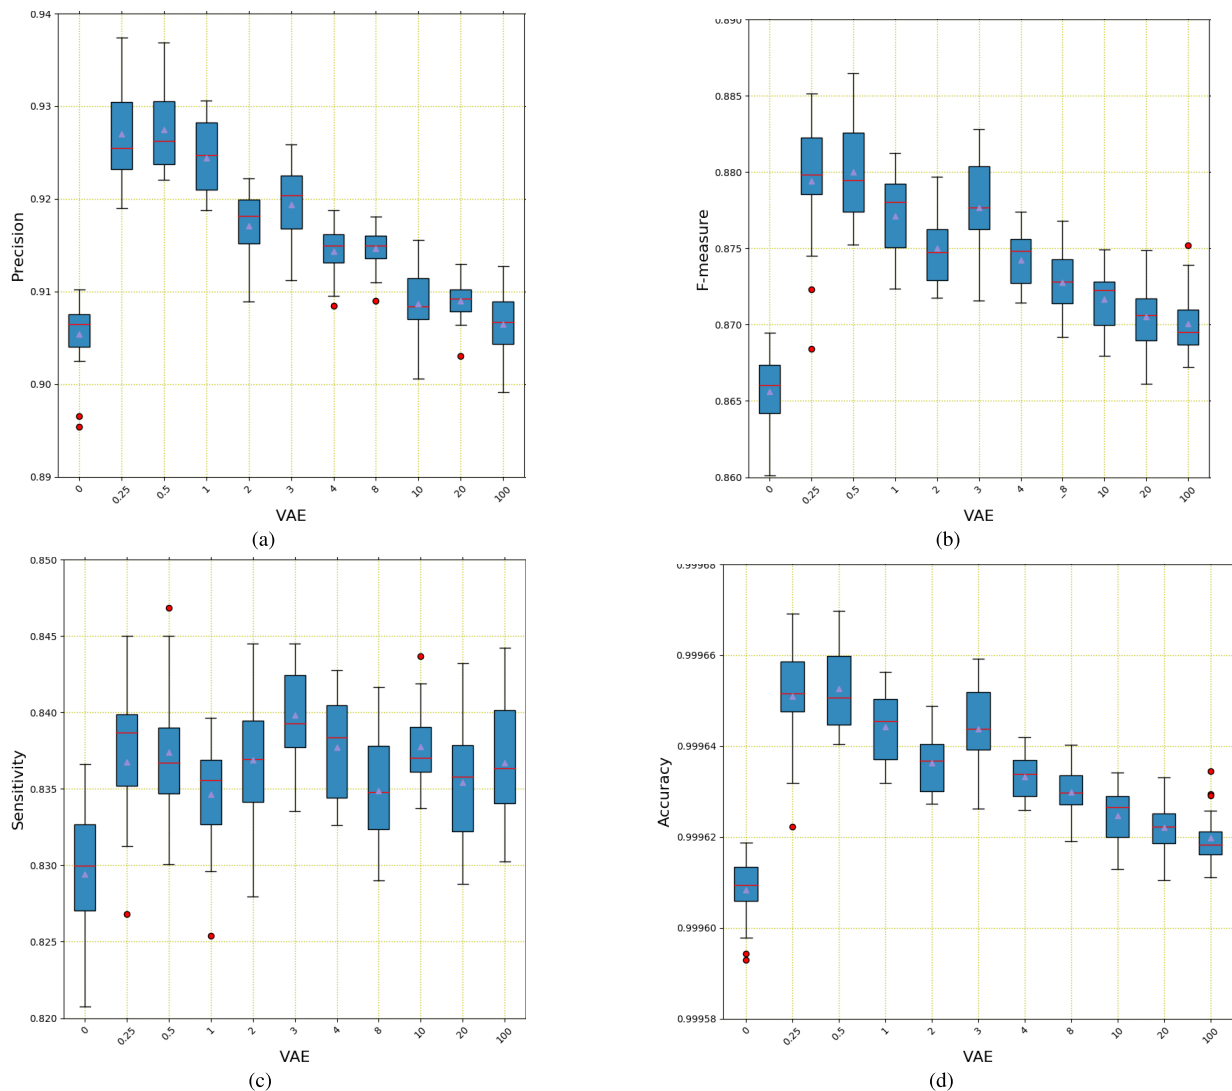 0.94
0.93
0.92
0.91
0.90
0.89
Precision
0 0.25 0.5 1 2 3 4 8 10 20 100
VAE
(a)
0.890
0.885
0.880
0.875
0.870
0.865
0.860
F-measure
0 0.25 0.5 1 2 3 4 8 10 20 100
VAE
(b)
0.850
0.845
0.840
0.835
0.830
0.825
0.820
Sensitivity
0 0.25 0.5 1 2 3 4 8 10 20 100
VAE
(c)
0.99968
0.99966
0.99964
0.99962
0.99960
0.99958
Accuracy
0 0.25 0.5 1 2 3 4 8 10 20 100
VAE
(d)